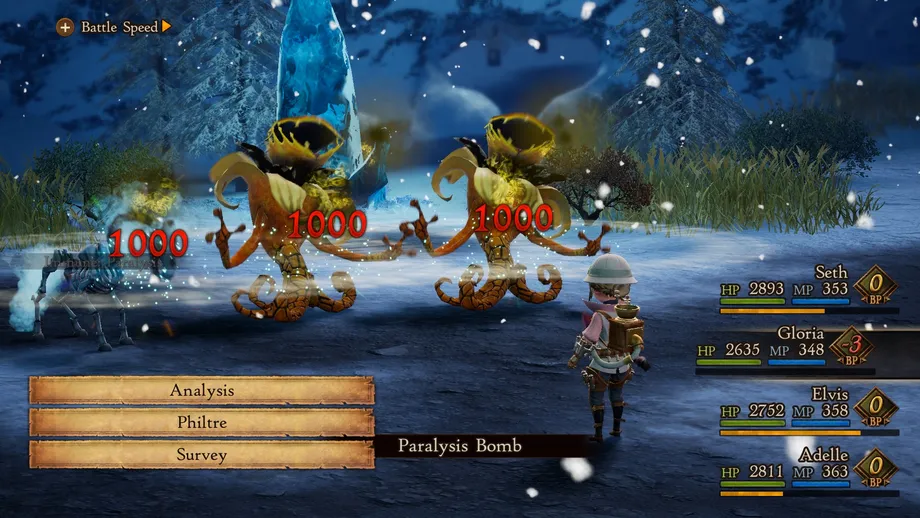 + Battle Speed
1000
1000
1000
Seth
HP 2893 MP 353
0
BP
Gloria
HP 2635 MP 348
-3
BP
Elvis
HP 2752 MP 358
0
BP
Adelle
HP 2811 MP 363
0
BP
Analysis
Philtre
Survey
Paralysis Bomb